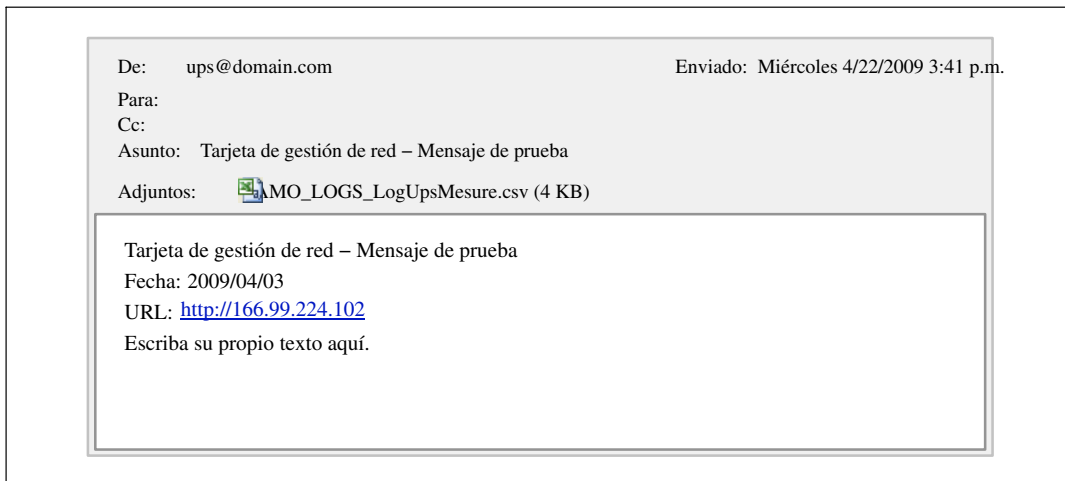 De: ups@domain.com Enviado: Miércoles 4/22/2009 3:41 p.m.
Para:
Cc:
Asunto: Tarjeta de gestión de red – Mensaje de prueba
Adjuntos: MO_LOGS_LogUpsMesure.csv (4 KB)
Tarjeta de gestión de red – Mensaje de prueba
Fecha: 2009/04/03
URL: http://166.99.224.102
Escriba su propio texto aquí.